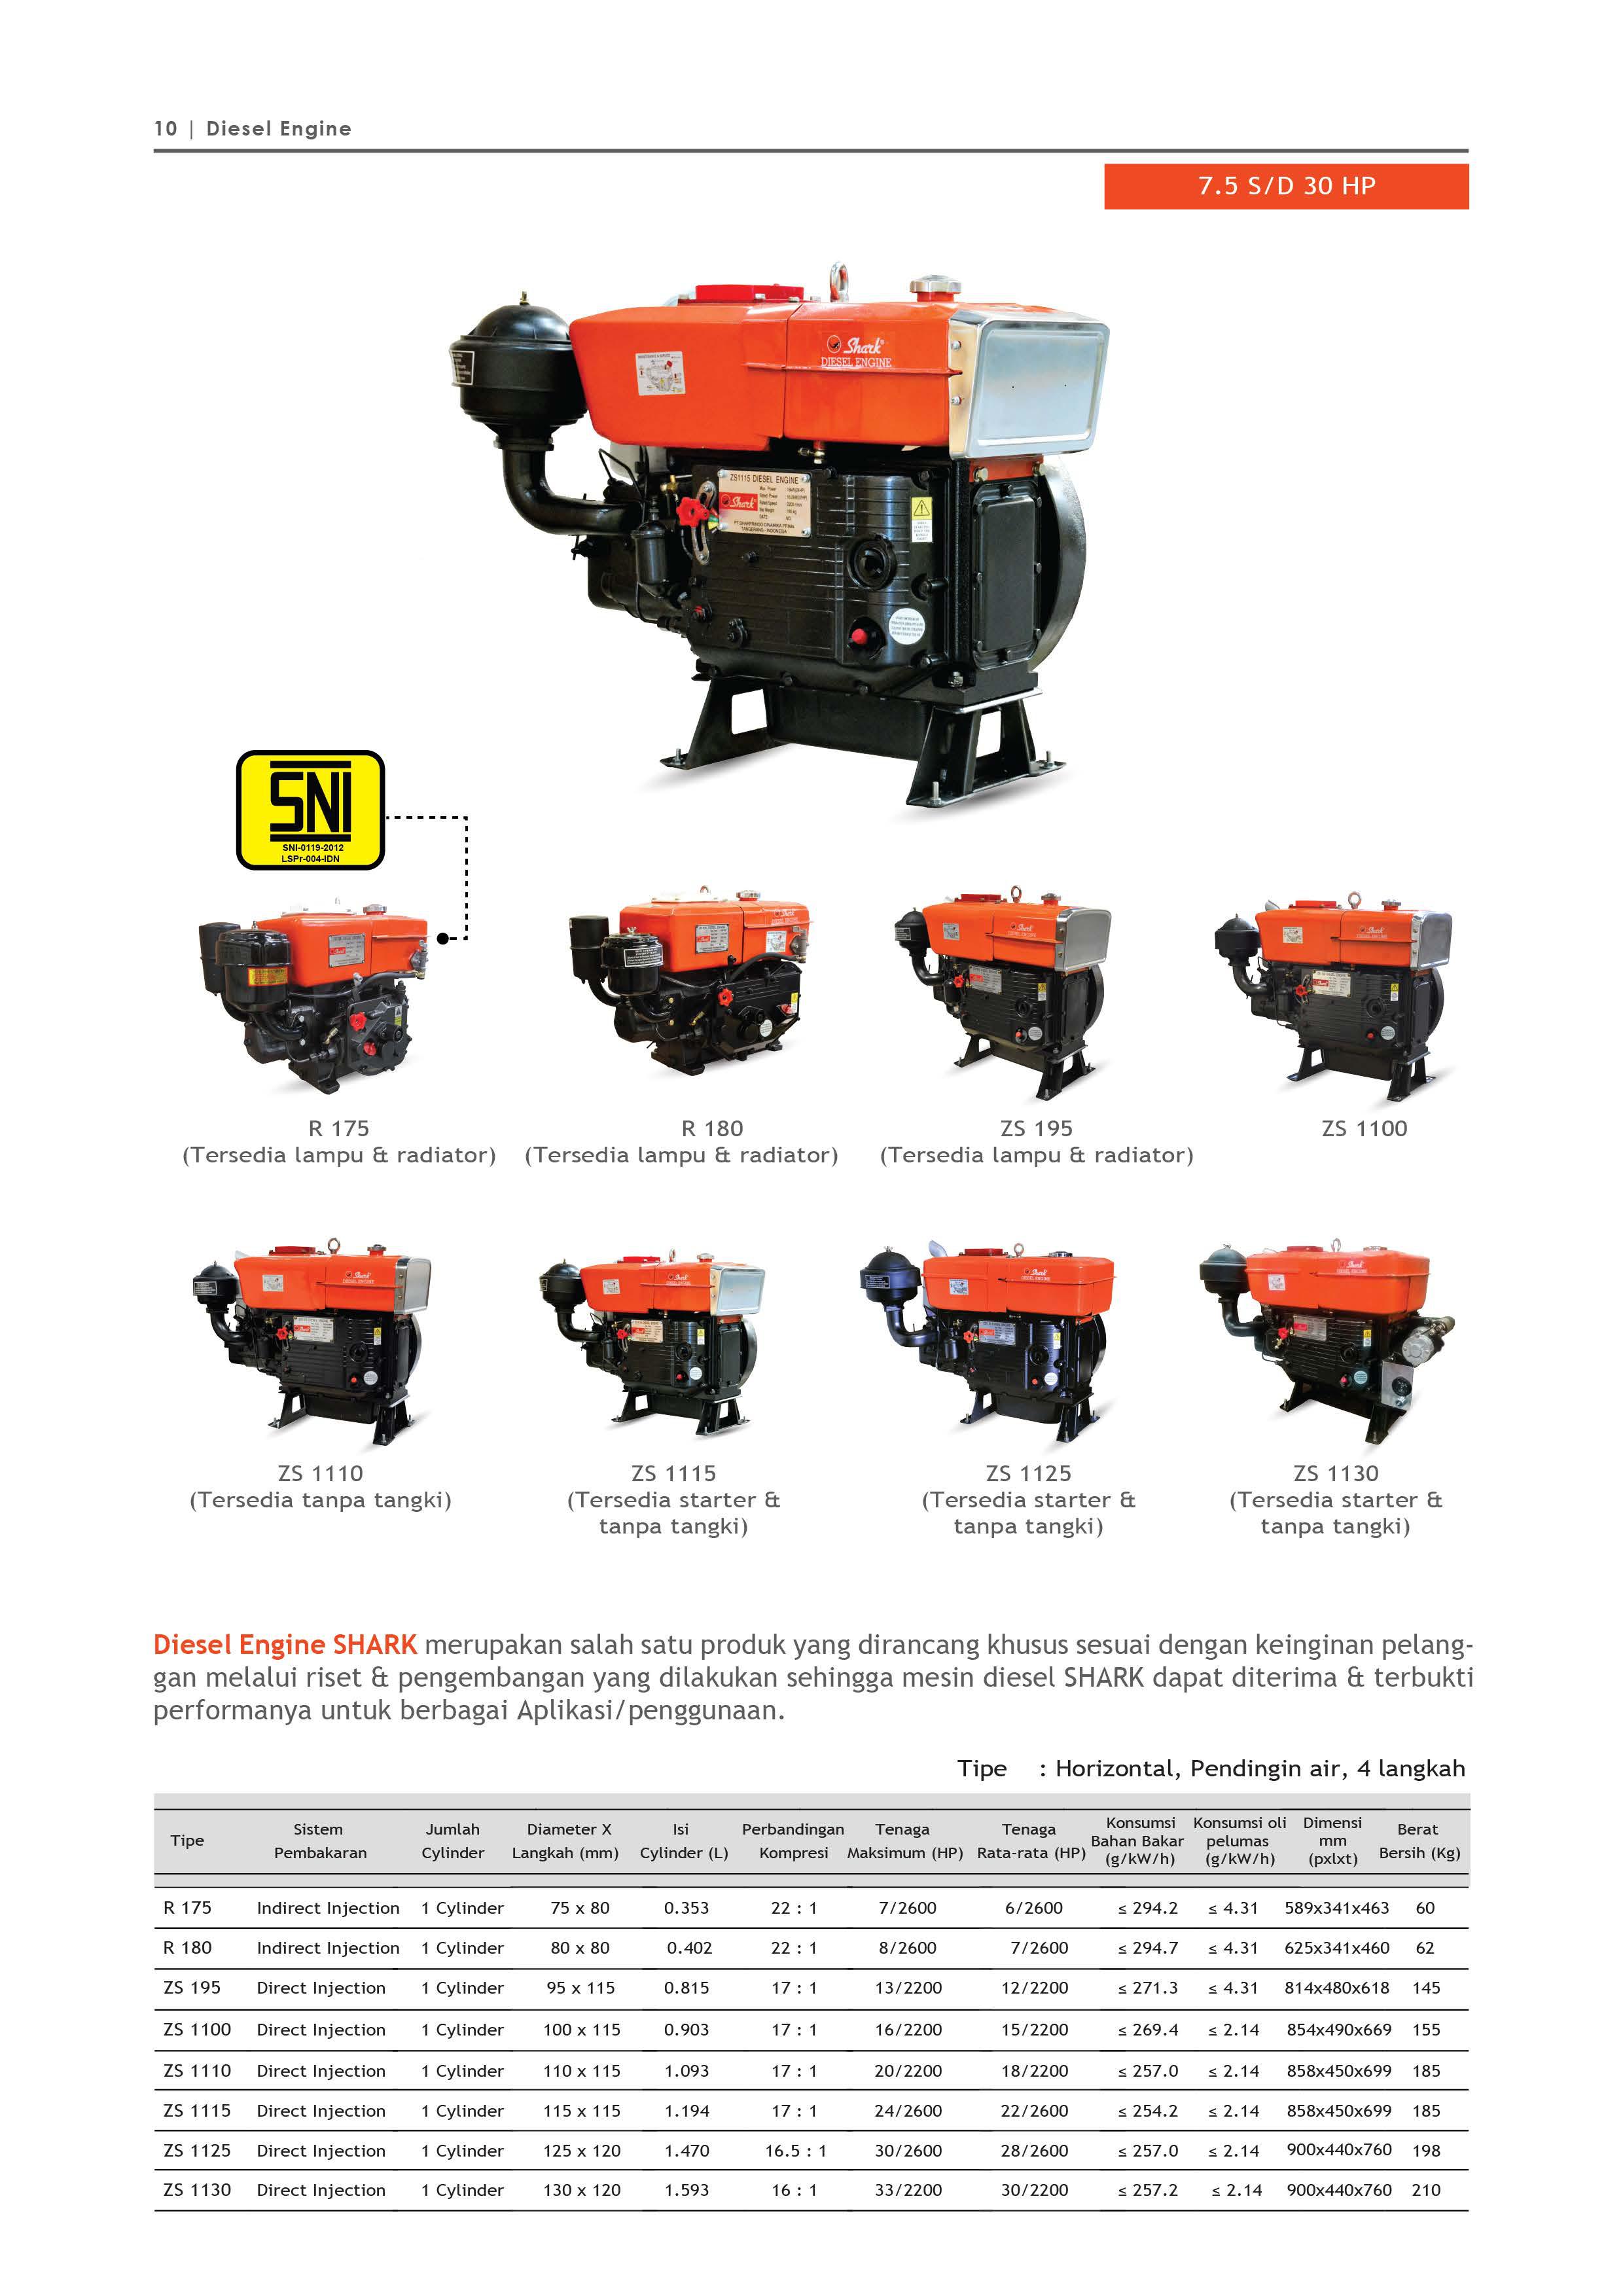 10 | Diesel Engine
7.5 S/D 30 HP
Shark
DIESEL ENGINE
ZS1115 DIESEL ENGINE
Shark
SNI
SNI-0119-2012
LSPr-004-IDN
R 175
(Tersedia lampu & radiator)
R 180
(Tersedia lampu & radiator)
ZS 195
(Tersedia lampu & radiator)
ZS 1100
ZS 1110
(Tersedia tanpa tangki)
ZS 1115
(Tersedia starter &
tanpa tangki)
ZS 1125
(Tersedia starter &
tanpa tangki)
ZS 1130
(Tersedia starter &
tanpa tangki)
Diesel Engine SHARK merupakan salah satu produk yang dirancang khusus sesuai dengan keinginan pelang-
gan melalui riset & pengembangan yang dilakukan sehingga mesin diesel SHARK dapat diterima & terbukti
performanya untuk berbagai Aplikasi/penggunaan.
Tipe : Horizontal, Pendingin air, 4 langkah
Tipe Sistem Pembakaran Jumlah Cylinder Diameter X Langkah (mm) Isi Cylinder (L) Perbandingan Kompresi Tenaga Maksimum (HP) Tenaga Rata-rata (HP) Konsumsi Bahan Bakar (g/kW/h) Konsumsi oli pelumas (g/kW/h) Dimensi mm (pxlxt) Berat Bersih (Kg)
R 175 Indirect Injection 1 Cylinder 75 x 80 0.353 22 : 1 7/2600 6/2600 ≤ 294.2 ≤ 4.31 589x341x463 60
R 180 Indirect Injection 1 Cylinder 80 x 80 0.402 22 : 1 8/2600 7/2600 ≤ 294.7 ≤ 4.31 625x341x460 62
ZS 195 Direct Injection 1 Cylinder 95 x 115 0.815 17 : 1 13/2200 12/2200 ≤ 271.3 ≤ 4.31 814x480x618 145
ZS 1100 Direct Injection 1 Cylinder 100 x 115 0.903 17 : 1 16/2200 15/2200 ≤ 269.4 ≤ 2.14 854x490x669 155
ZS 1110 Direct Injection 1 Cylinder 110 x 115 1.093 17 : 1 20/2200 18/2200 ≤ 257.0 ≤ 2.14 858x450x699 185
ZS 1115 Direct Injection 1 Cylinder 115 x 115 1.194 17 : 1 24/2600 22/2600 ≤ 254.2 ≤ 2.14 858x450x699 185
ZS 1125 Direct Injection 1 Cylinder 125 x 120 1.470 16.5 : 1 30/2600 28/2600 ≤ 257.0 ≤ 2.14 900x440x760 198
ZS 1130 Direct Injection 1 Cylinder 130 x 120 1.593 16 : 1 33/2200 30/2200 ≤ 257.2 ≤ 2.14 900x440x760 210